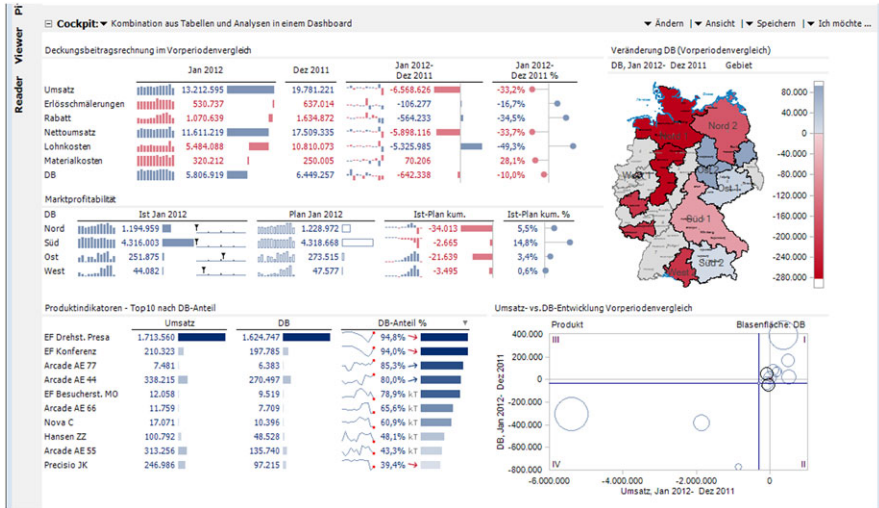 Pi
Viewer
Reader
Cockpit: Kombination aus Tabellen und Analysen in einem Dashboard
Ändern | Ansicht | Speichern | Ich möchte ...
Deckungsbeitragsrechnung im Vorperiodenvergleich
Jan 2012 Dez 2011 Jan 2012- Dez 2011 Jan 2012- Dez 2011 %
Umsatz 13.212.595 19.781.221 -6.568.626 -33,2%
Erlösschmälerungen 530.737 637.014 -106.277 -16,7%
Rabatt 1.070.639 1.634.872 -564.233 -34,5%
Nettoumsatz 11.611.219 17.509.335 -5.898.116 -33,7%
Lohnkosten 5.484.088 10.810.073 -5.325.985 -49,3%
Materialkosten 320.212 250.005 70.206 28,1%
DB 5.806.919 6.449.257 -642.338 -10,0%
Marktprofitabilität
DB Ist Jan 2012 Plan Jan 2012 Ist-Plan kum. Ist-Plan kum. %
Nord 1.194.959 1.228.972 -34.013 5,5%
Süd 4.316.003 4.318.668 -2.665 14,8%
Ost 251.875 273.515 -21.639 3,4%
West 44.082 47.577 -3.495 0,6%
Veränderung DB (Vorperiodenvergleich)
DB, Jan 2012- Dez 2011 Gebiet
Nord 2
Ost 1
Süd 1
Süd 2
West
80.000
40.000
0
-40.000
-80.000
-120.000
-160.000
-200.000
-240.000
-280.000
Produktindikatoren - Top10 nach DB-Anteil
Umsatz DB DB-Anteil %
EF Drehst. Presa 1.713.560 1.624.747 94,8%
EF Konferenz 210.323 197.785 94,0%
Arcade AE 77 7.481 6.383 85,3%
Arcade AE 44 338.215 270.497 80,0%
EF Besucherst. MO 12.058 9.519 78,9% kT
Arcade AE 66 11.759 7.709 65,6% kT
Nova C 17.071 10.396 60,9% kT
Hansen ZZ 100.792 48.528 48,1% kT
Arcade AE 55 313.256 135.740 43,3% kT
Precisio JK 246.986 97.215 39,4%
Umsatz- vs. DB-Entwicklung Vorperiodenvergleich
Produkt Blasenfläche: DB
III I
IV II
DB, Jan 2012- Dez 2011
400.000
200.000
0
-200.000
-400.000
-600.000
-800.000
-6.000.000 -4.000.000 -2.000.000 0
Umsatz, Jan 2012- Dez 2011